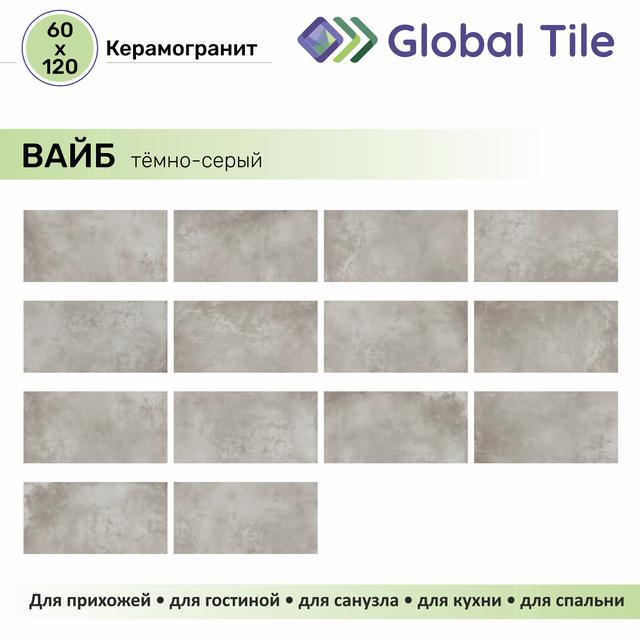 60
x
120
Керамогранит
Global Tile
ВАЙБ тёмно-серый
Для прихожей • для гостиной • для санузла • для кухни • для спальни